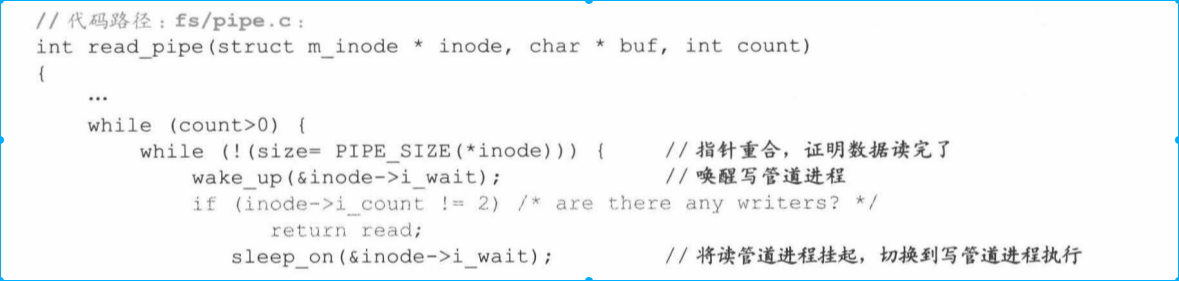 // 代码路径：fs/pipe.c：
int read_pipe(struct m_inode * inode, char * buf, int count)
{
…
while (count>0) {
while (!(size= PIPE_SIZE(*inode))) { // 指针重合，证明数据读完了
wake_up(&inode->i_wait); // 唤醒写管道进程
if (inode->i_count != 2) /* are there any writers? */
return read;
sleep_on(&inode->i_wait); // 将读管道进程挂起，切换到写管道进程执行